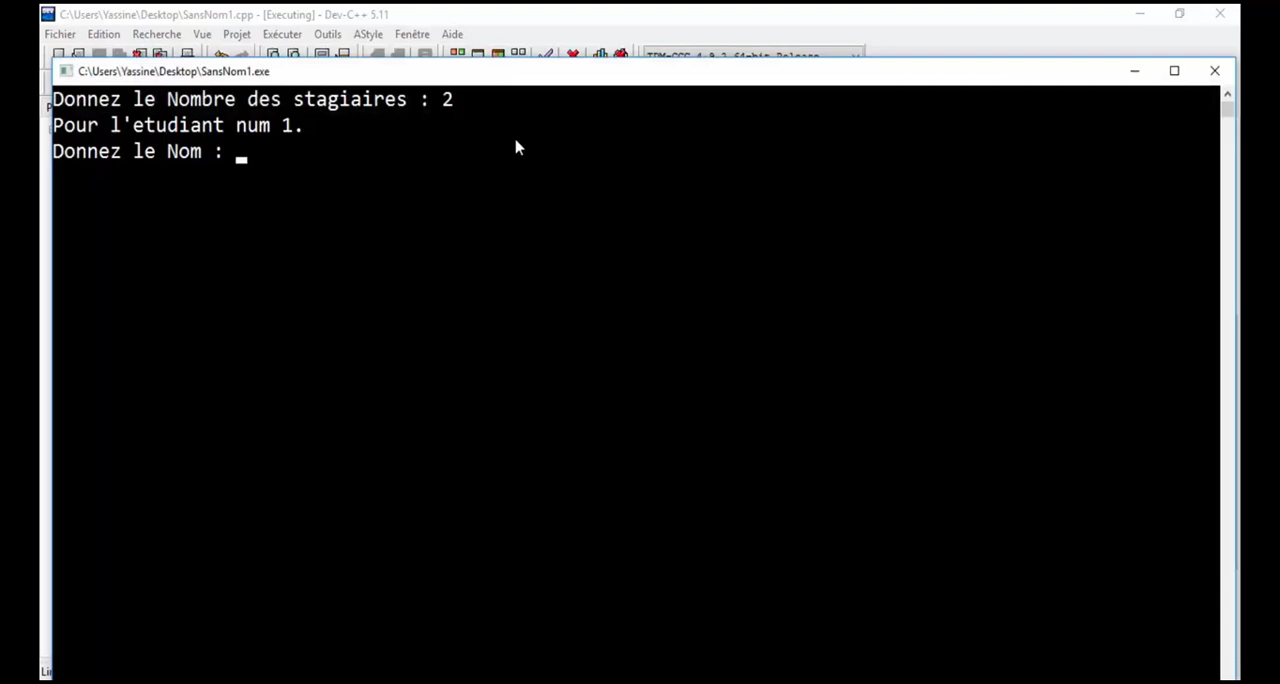 C:\Users\Yassine\Desktop\SansNom1.cpp - [Executing] - Dev-C++ 5.11
Fichier Edition Recherche Vue Projet Exécuter Outils AStyle Fenêtre Aide
C:\Users\Yassine\Desktop\SansNom1.exe
Donnez le Nombre des stagiaires : 2
Pour l'etudiant num 1.
Donnez le Nom :